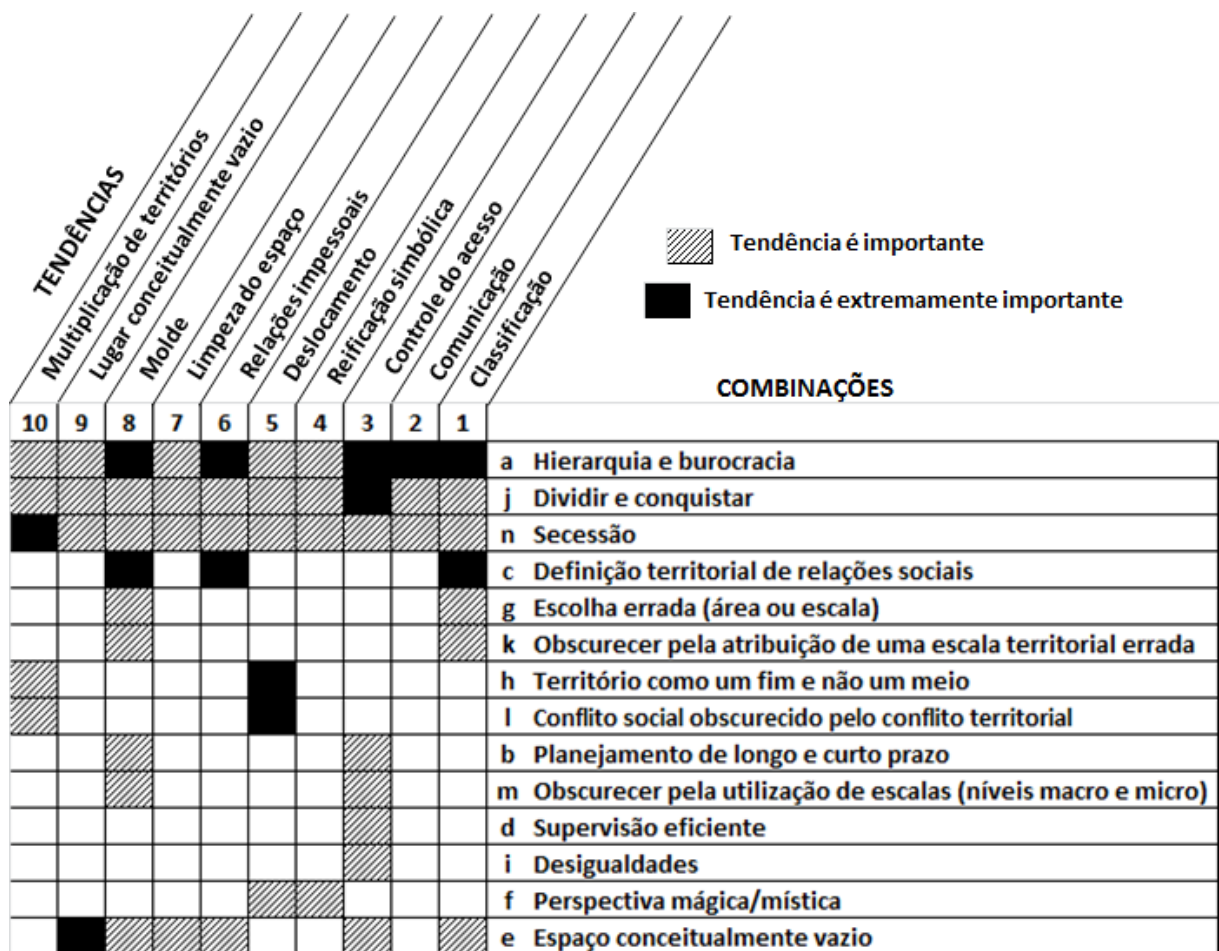 TENDÊNCIAS
Multiplicação de territórios
Lugar conceitualmente vazio
Molde
Limpeza do espaço
Relações impessoais
Deslocamento
Reificação simbólica
Controle do acesso
Comunicação
Classificação
Tendência é importante
Tendência é extremamente importante
COMBINAÇÕES
10 9 8 7 6 5 4 3 2 1
a Hierarquia e burocracia
j Dividir e conquistar
n Secessão
c Definição territorial de relações sociais
g Escolha errada (área ou escala)
k Obscurecer pela atribuição de uma escala territorial errada
h Território como um fim e não um meio
l Conflito social obscurecido pelo conflito territorial
b Planejamento de longo e curto prazo
m Obscurecer pela utilização de escalas (níveis macro e micro)
d Supervisão eficiente
i Desigualdades
f Perspectiva mágica/mística
e Espaço conceitualmente vazio